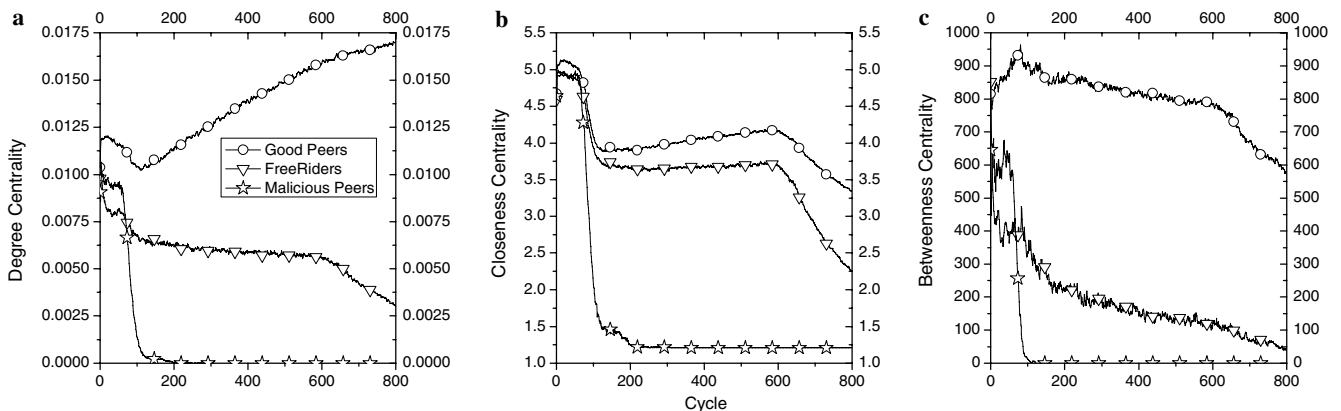 a
0 200 400 600 800
0.0175 0.0175
0.0150 0.0150
0.0125 0.0125
0.0100 0.0100
0.0075 0.0075
0.0050 0.0050
0.0025 0.0025
0.0000 0.0000
0 200 400 600 800
Degree Centrality
Good Peers
FreeRiders
Malicious Peers
b
0 200 400 600 800
5.5 5.5
5.0 5.0
4.5 4.5
4.0 4.0
3.5 3.5
3.0 3.0
2.5 2.5
2.0 2.0
1.5 1.5
1.0 1.0
0 200 400 600 800
Closeness Centrality
Cycle
c
0 200 400 600 800
1000 1000
900 900
800 800
700 700
600 600
500 500
400 400
300 300
200 200
100 100
0 0
0 200 400 600 800
Betweenness Centrality